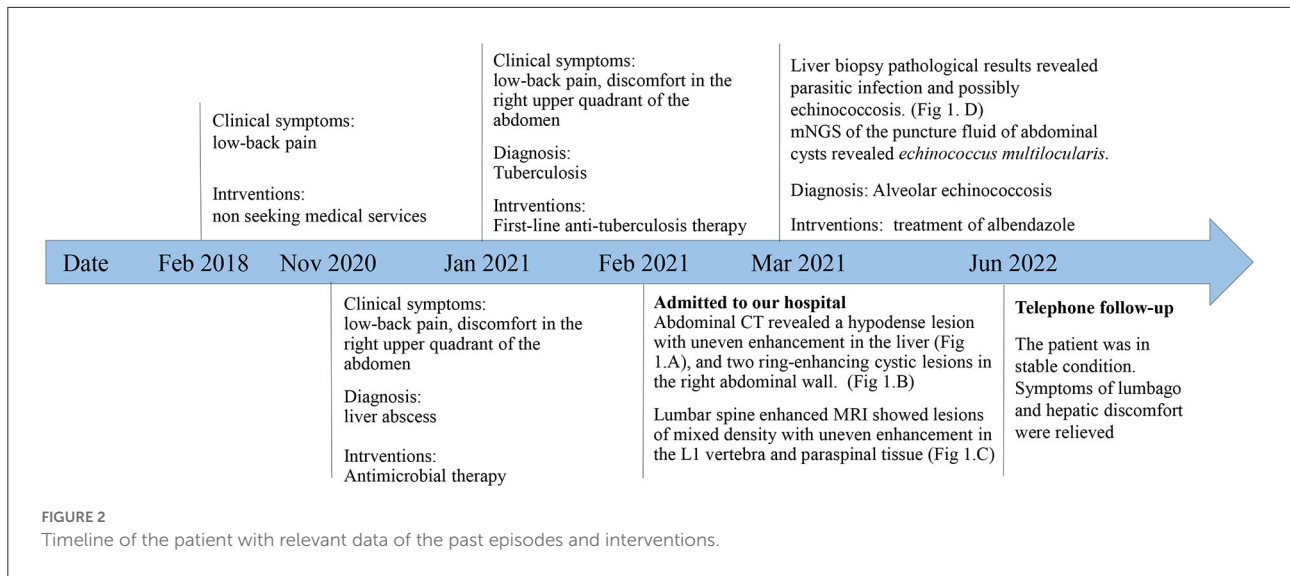 Clinical symptoms:
low-back pain
Intrventions:
non seeking medical services
Clinical symptoms:
low-back pain, discomfort in the
right upper quadrant of the
abdomen
Diagnosis:
Tuberculosis
Intrventions:
First-line anti-tuberculosis therapy
Liver biopsy pathological results revealed
parasitic infection and possibly
echinococcosis. (Fig 1. D)
mNGS of the puncture fluid of abdominal
cysts revealed echinococcus multilocularis.
Diagnosis: Alveolar echinococcosis
Intrventions: treatment of albendazole
Date Feb 2018 Nov 2020 Jan 2021 Feb 2021 Mar 2021 Jun 2022
Clinical symptoms:
low-back pain, discomfort in the
right upper quadrant of the
abdomen
Diagnosis:
liver abscess
Intrventions:
Antimicrobial therapy
Admitted to our hospital
Abdominal CT revealed a hypodense lesion
with uneven enhancement in the liver (Fig
1.A), and two ring-enhancing cystic lesions in
the right abdominal wall. (Fig 1.B)
Lumbar spine enhanced MRI showed lesions
of mixed density with uneven enhancement in
the L1 vertebra and paraspinal tissue (Fig 1.C)
Telephone follow-up
The patient was in
stable condition.
Symptoms of lumbago
and hepatic discomfort
were relieved
FIGURE 2
Timeline of the patient with relevant data of the past episodes and interventions.